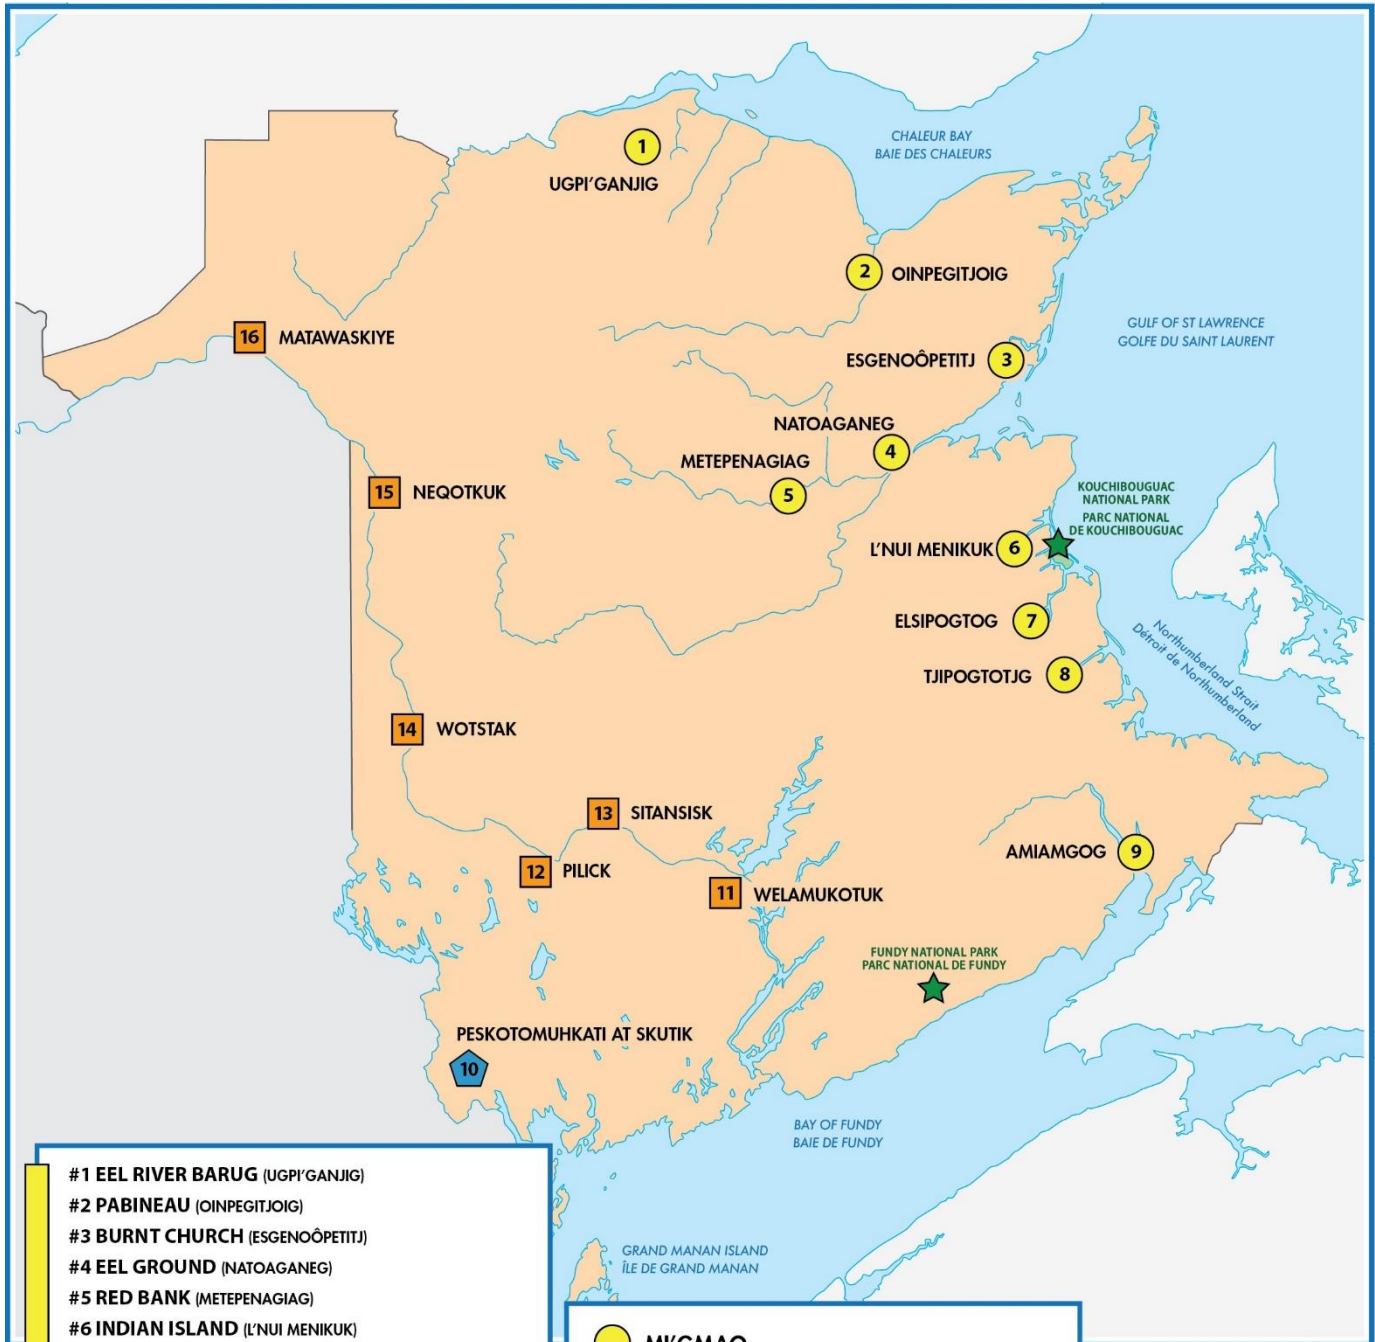 CHALEUR BAY
BAIE DES CHALEURS
1
UGPI’GANJIG
2 OINPEGITJOIG
GULF OF ST LAWRENCE
GOLFE DU SAINT LAURENT
16 MATAWASKIYE
ESGENOÔPETITJ 3
NATOAGANEG
4
METEPENAGIAG
5
15 NEQOTKUK
KOUCHIBOUGUAC
NATIONAL PARK
PARC NATIONAL
DE KOUCHIBOUGUAC
L’NUI MENIKUK 6
ELSIPOGTOG 7
Northumberland Strait
Détroit de Northumberland
TJIPOGTOTJG 8
14 WOTSTAK
13 SITANSISK
AMIAMGOG 9
12 PILICK
11 WELAMUKOTUK
FUNDY NATIONAL PARK
PARC NATIONAL DE FUNDY
PESKOTOMUHKATI AT SKUTIK
10
BAY OF FUNDY
BAIE DE FUNDY
GRAND MANAN ISLAND
ÎLE DE GRAND MANAN
#1 EEL RIVER BARUG (UGPI’GANJIG)
#2 PABINEAU (OINPEGITJOIG)
#3 BURNT CHURCH (ESGENOÔPETITJ)
#4 EEL GROUND (NATOAGANEG)
#5 RED BANK (METEPENAGIAG)
#6 INDIAN ISLAND (L’NUI MENIKUK)